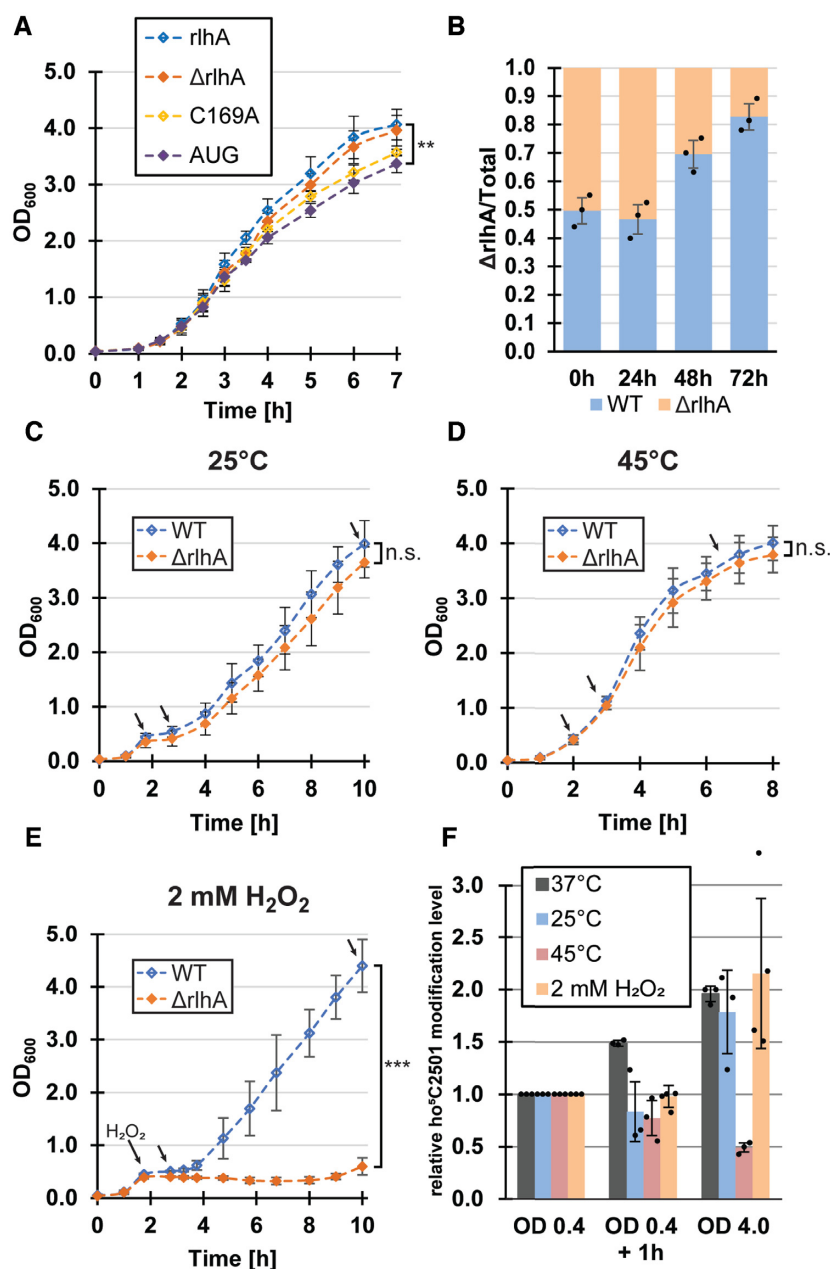 A
rlhA
ΔrlhA
C169A
AUG
5.0
4.0
3.0
2.0
1.0
0.0
OD600
**
0 1 2 3 4 5 6 7
Time [h]
B
1.0
0.9
0.8
0.7
0.6
0.5
0.4
0.3
0.2
0.1
0.0
ΔrlhA/Total
0h 24h 48h 72h
WT ΔrlhA
C
25°C
5.0
4.0
3.0
2.0
1.0
0.0
OD600
WT
ΔrlhA
n.s.
0 2 4 6 8 10
Time [h]
D
45°C
5.0
4.0
3.0
2.0
1.0
0.0
OD600
WT
ΔrlhA
n.s.
0 2 4 6 8
Time [h]
E
2 mM H₂O₂
5.0
4.0
3.0
2.0
1.0
0.0
OD600
WT
ΔrlhA
H₂O₂
***
0 2 4 6 8 10
Time [h]
F
37°C
25°C
45°C
2 mM H₂O₂
3.0
2.5
2.0
1.5
1.0
0.5
0.0
relative ho⁵C2501 modification level
OD 0.4 OD 0.4 OD 4.0
+ 1h